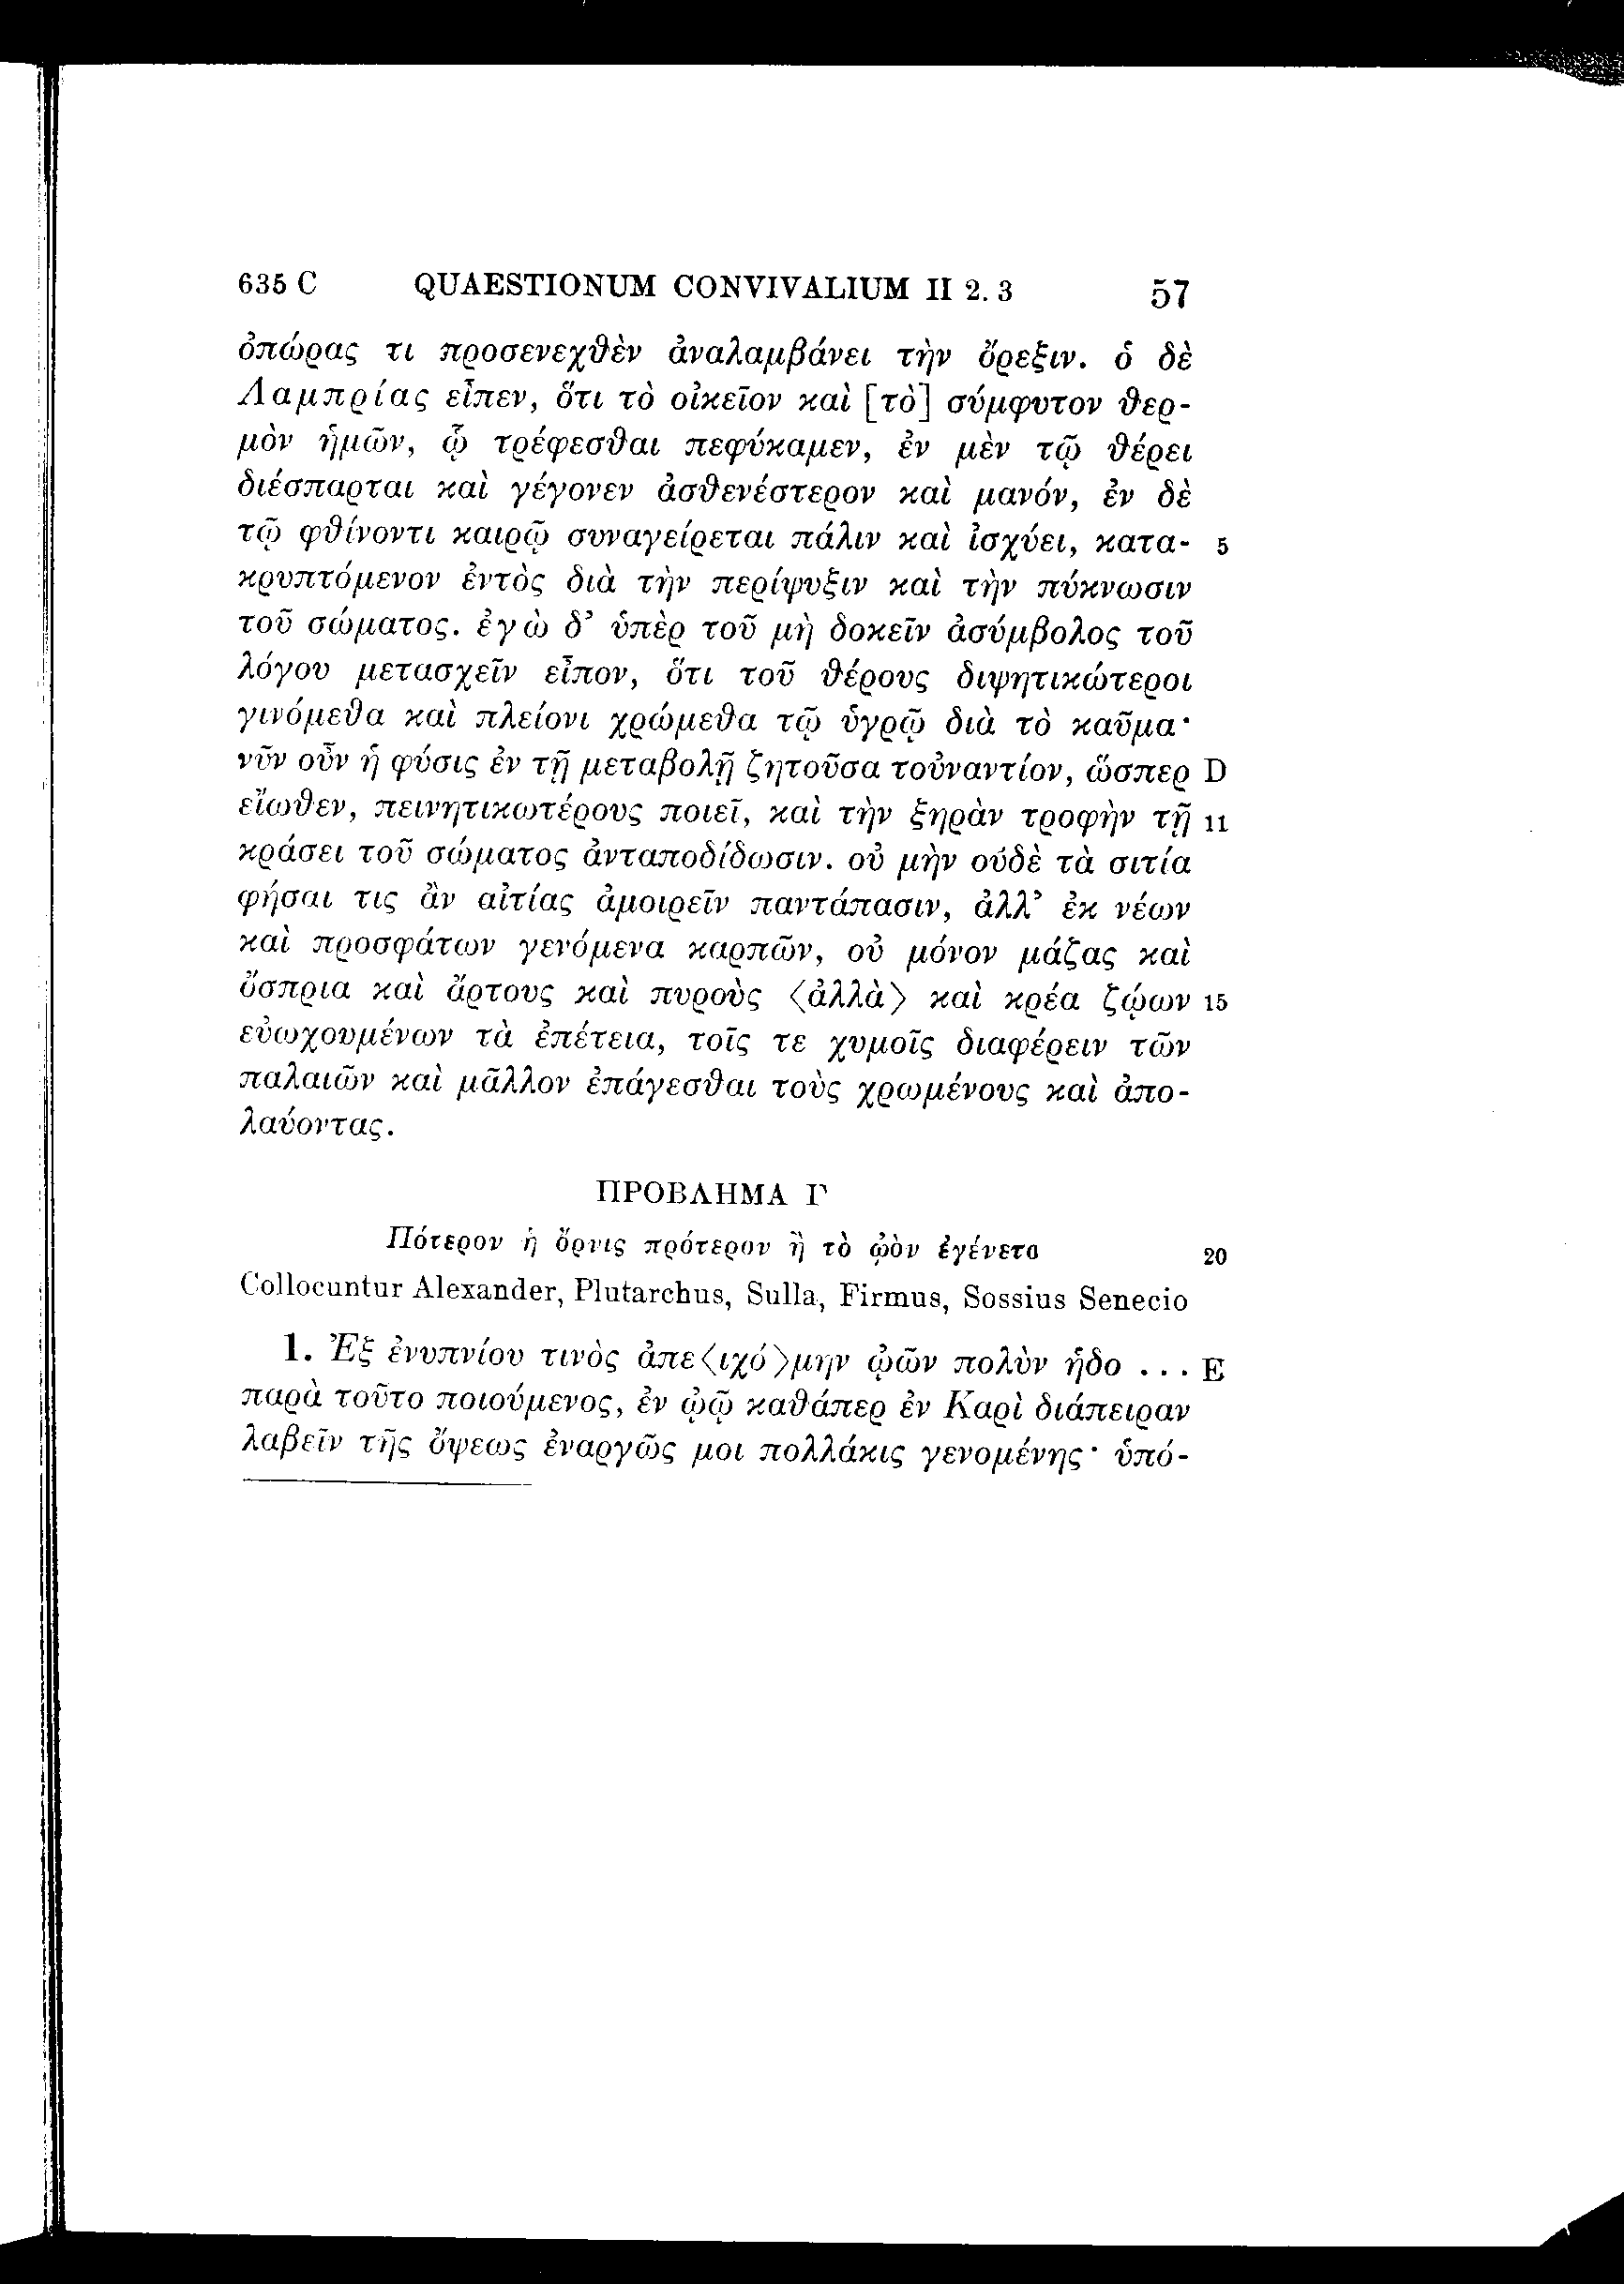 635 C QUAESTIONUM CONVIVALIUM II 2. 3 57
ὀπώρας τι προσενεχθὲν ἀναλαμβάνει τὴν ὄρεξιν. ὁ δὲ
Λαμπρίας εἶπεν, ὅτι τὸ οἰκεῖον καὶ [τὸ] σύμφυτον θερ-
μὸν ἡμῶν, ᾧ τρέφεσθαι πεφύκαμεν, ἐν μὲν τῷ θέρει
διέσπαρται καὶ γέγονεν ἀσθενέστερον καὶ μανόν, ἐν δὲ
τῷ φθίνοντι καιρῷ συναγείρεται πάλιν καὶ ἰσχύει, κατα- 5
κρυπτόμενον ἐντὸς διὰ τὴν περίψυξιν καὶ τὴν πύκνωσιν
τοῦ σώματος. ἐγὼ δ’ ὑπὲρ τοῦ μὴ δοκεῖν ἀσύμβολος τοῦ
λόγου μετασχεῖν εἶπον, ὅτι τοῦ θέρους διψητικώτεροι
γινόμεθα καὶ πλείονι χρώμεθα τῷ ὑγρῷ διὰ τὸ καῦμα·
νῦν οὖν ἡ φύσις ἐν τῇ μεταβολῇ ζητοῦσα τοὐναντίον, ὥσπερ D
εἴωθεν, πεινητικωτέρους ποιεῖ, καὶ τὴν ξηρὰν τροφὴν τῇ 11
κράσει τοῦ σώματος ἀνταποδίδωσιν. οὐ μὴν οὐδὲ τὰ σιτία
φήσαι τις ἂν αἰτίας ἀμοιρεῖν παντάπασιν, ἀλλ’ ἐκ νέων
καὶ προσφάτων γενόμενα καρπῶν, οὐ μόνον μάζας καὶ
ὄσπρια καὶ ἄρτους καὶ πυροὺς 〈ἀλλὰ〉 καὶ κρέα ζῴων 15
εὐωχουμένων τὰ ἐπέτεια, τοῖς τε χυμοῖς διαφέρειν τῶν
παλαιῶν καὶ μᾶλλον ἐπάγεσθαι τοὺς χρωμένους καὶ ἀπο-
λαύοντας.
ΠΡΟΒΛΗΜΑ Γ
Πότερον ἡ ὄρνις πρότερον ἢ τὸ ᾠὸν ἐγένετο 20
Collocuntur Alexander, Plutarchus, Sulla, Firmus, Sossius Senecio
1. Ἐξ ἐνυπνίου τινὸς ἀπε〈ιχό〉μην ᾠῶν πολὺν ἤδο ... E
παρὰ τοῦτο ποιούμενος, ἐν ᾠῷ καθάπερ ἐν Καρὶ διάπειραν
λαβεῖν τῆς ὄψεως ἐναργῶς μοι πολλάκις γενομένης· ὑπό-